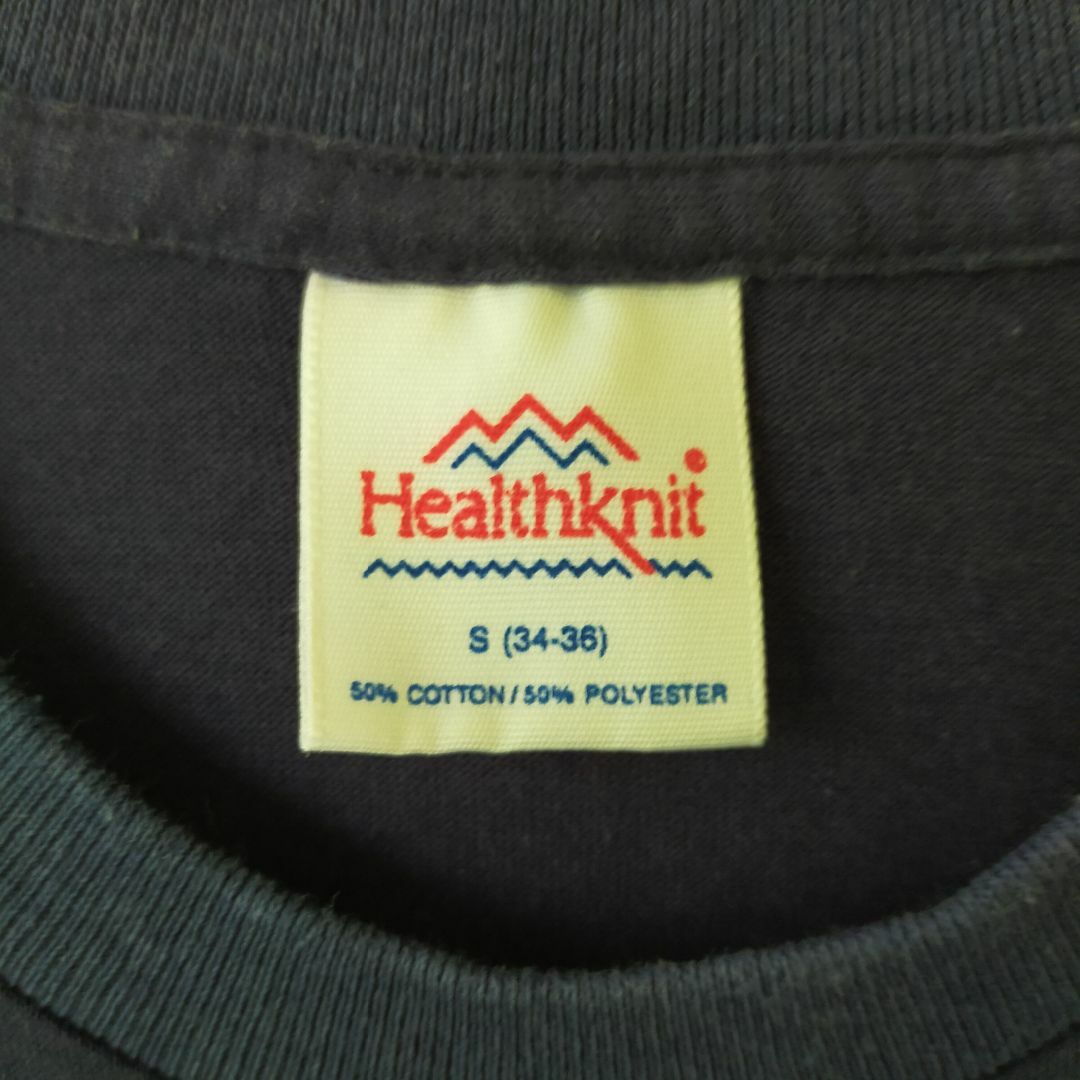 Healthknit
S (34-36)
50% COTTON/50% POLYESTER